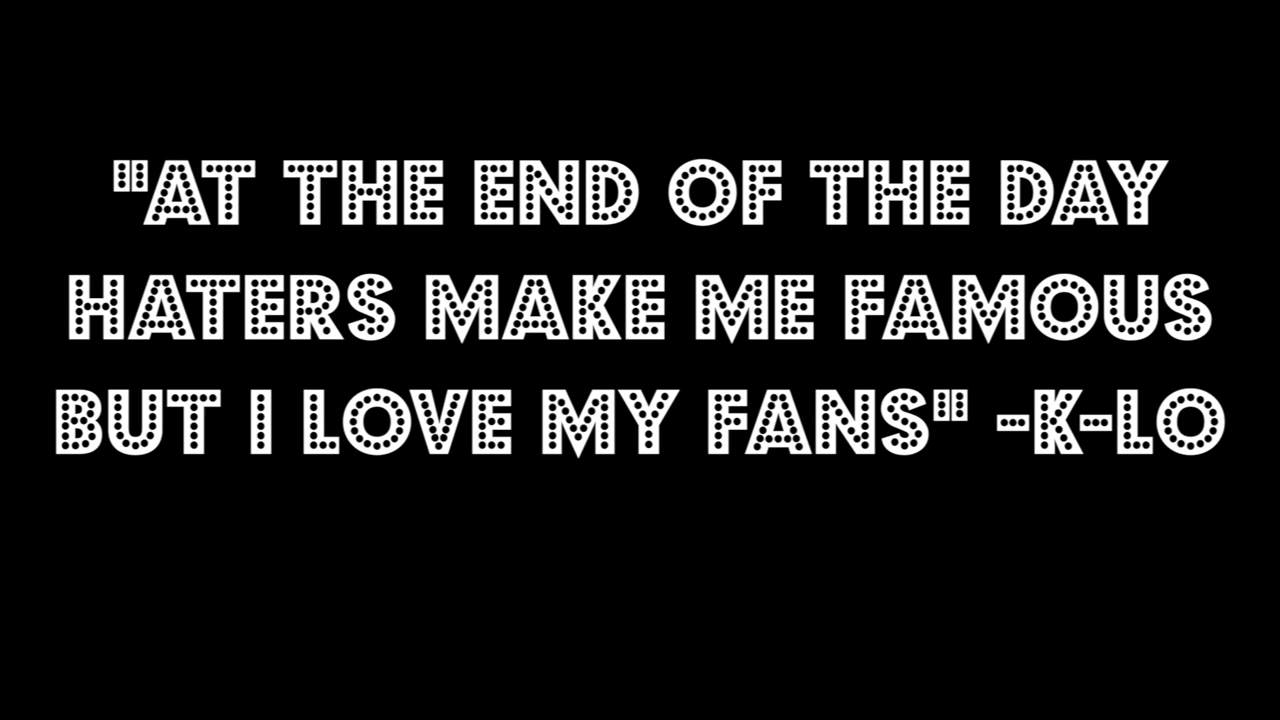 "AT THE END OF THE DAY
HATERS MAKE ME FAMOUS
BUT I LOVE MY FANS" -K-LO